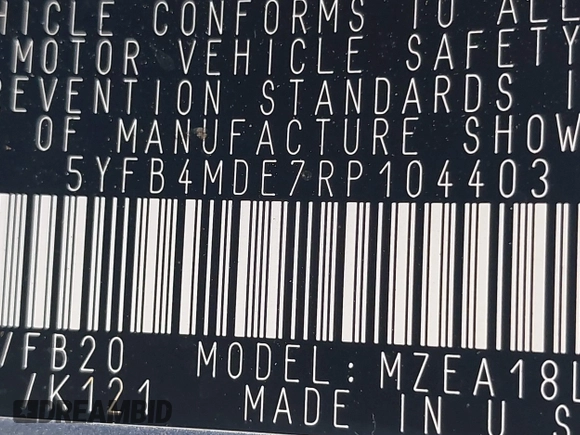 HICLE CONFORMS TO ALL
MOTOR VEHICLE SAFETY
EVENTION STANDARDS I
OF MANUFACTURE SHOW
5YFB4MDE7RP104403
/FB20 MODEL: MZEA18L
/K121 MADE IN U S
DREAMBID